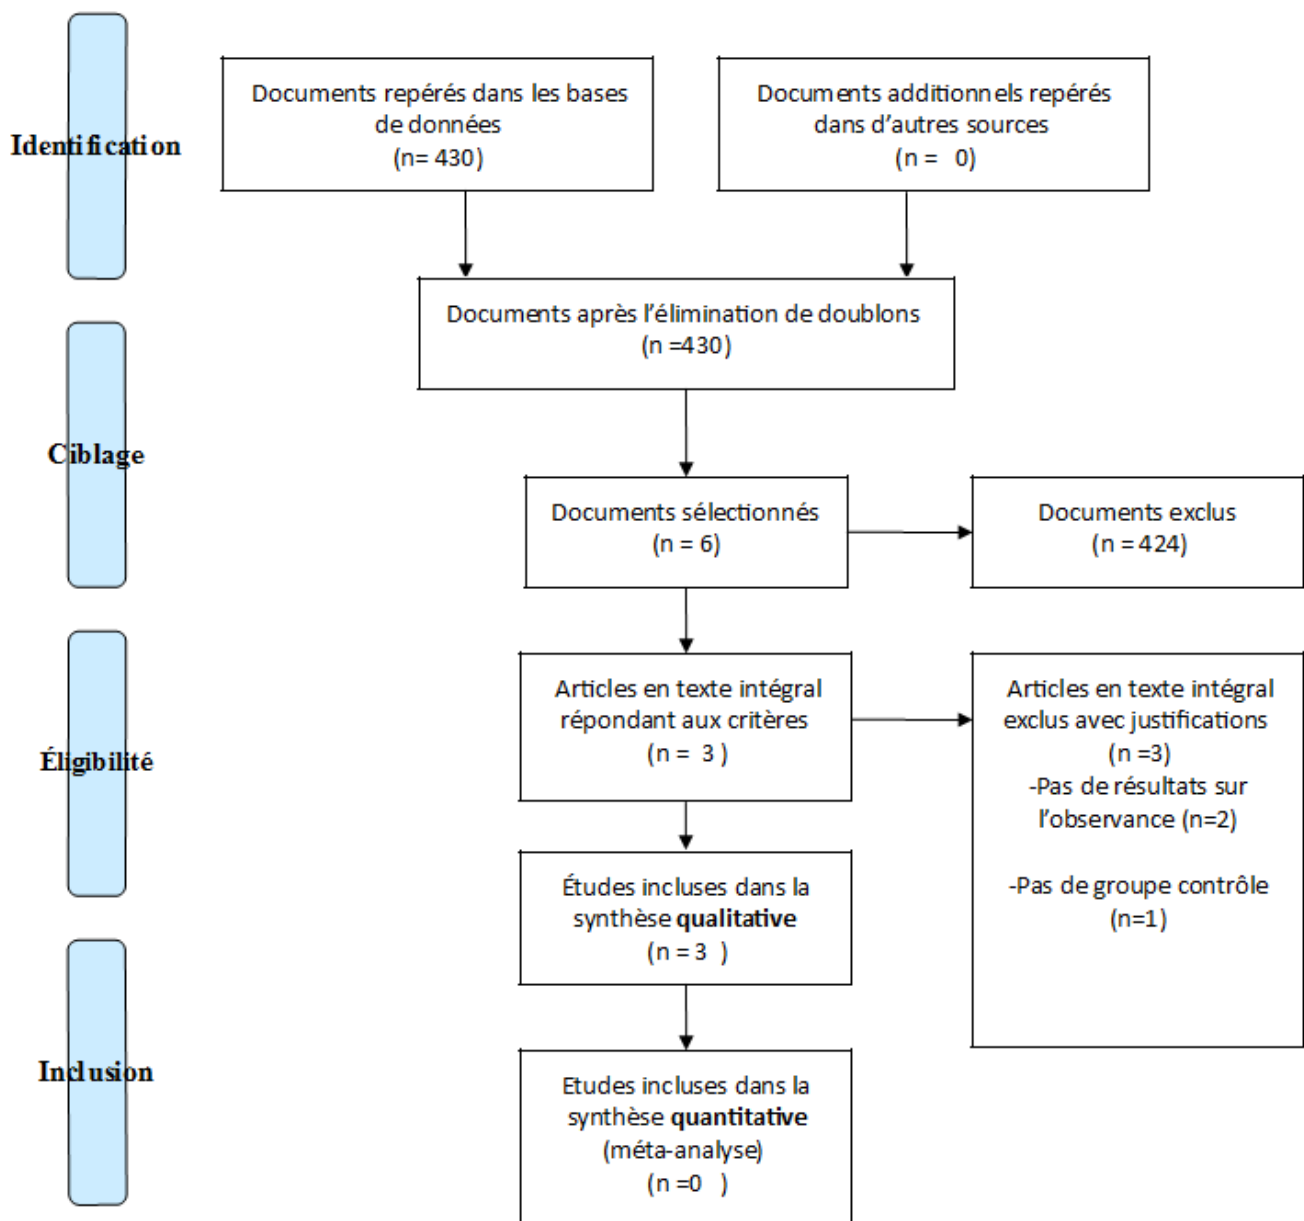 Identification
Documents repérés dans les bases
de données
(n= 430)
Documents additionnels repérés
dans d’autres sources
(n =   0)
Documents après l’élimination de doublons
(n =430)
Ciblage
Documents sélectionnés
(n = 6)
Documents exclus
(n = 424)
Éligibilité
Articles en texte intégral
répondant aux critères
(n =  3 )
Articles en texte intégral
exclus avec justifications
(n =3)
-Pas de résultats sur
l’observance (n=2)
-Pas de groupe contrôle
(n=1)
Études incluses dans la
synthèse qualitative
(n = 3  )
Inclusion
Etudes incluses dans la
synthèse quantitative
(méta-analyse)
(n =0   )